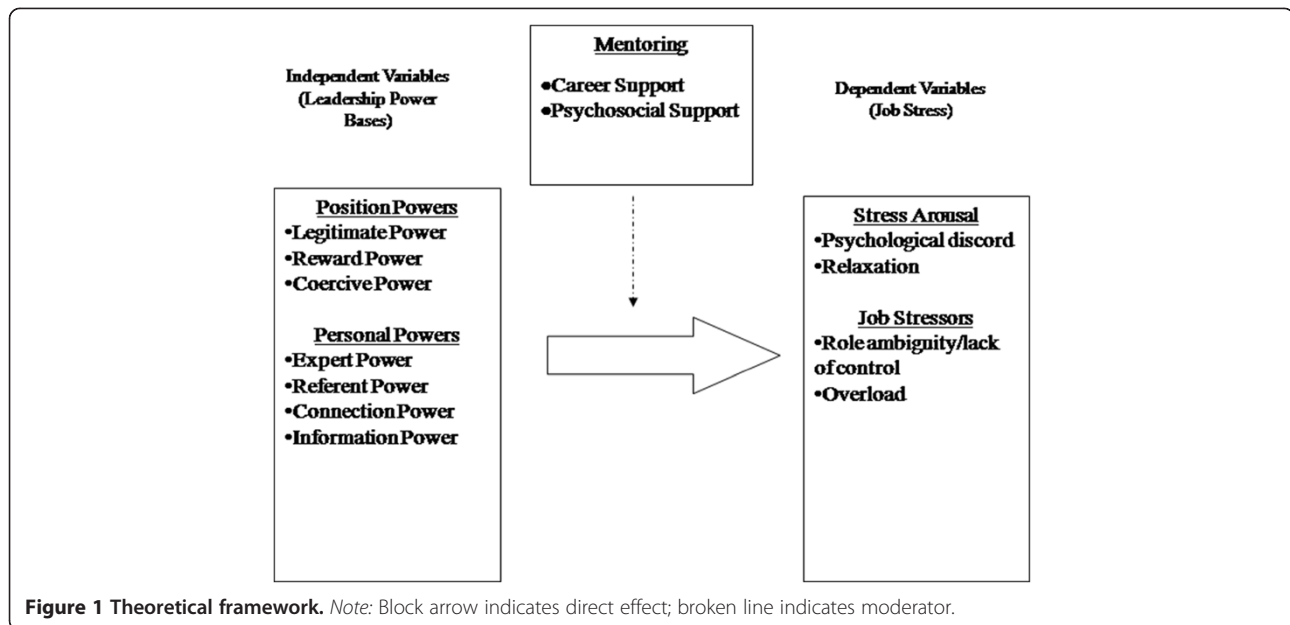 Mentoring
•Career Support
•Psychosocial Support
Independent Variables
(Leadership Power
Bases)
Dependent Variables
(Job Stress)
Position Powers
•Legitimate Power
•Reward Power
•Coercive Power
Personal Powers
•Expert Power
•Referent Power
•Connection Power
•Information Power
Stress Arousal
•Psychological discord
•Relaxation
Job Stressors
•Role ambiguity/lack
of control
•Overload
Figure 1 Theoretical framework. Note: Block arrow indicates direct effect; broken line indicates moderator.